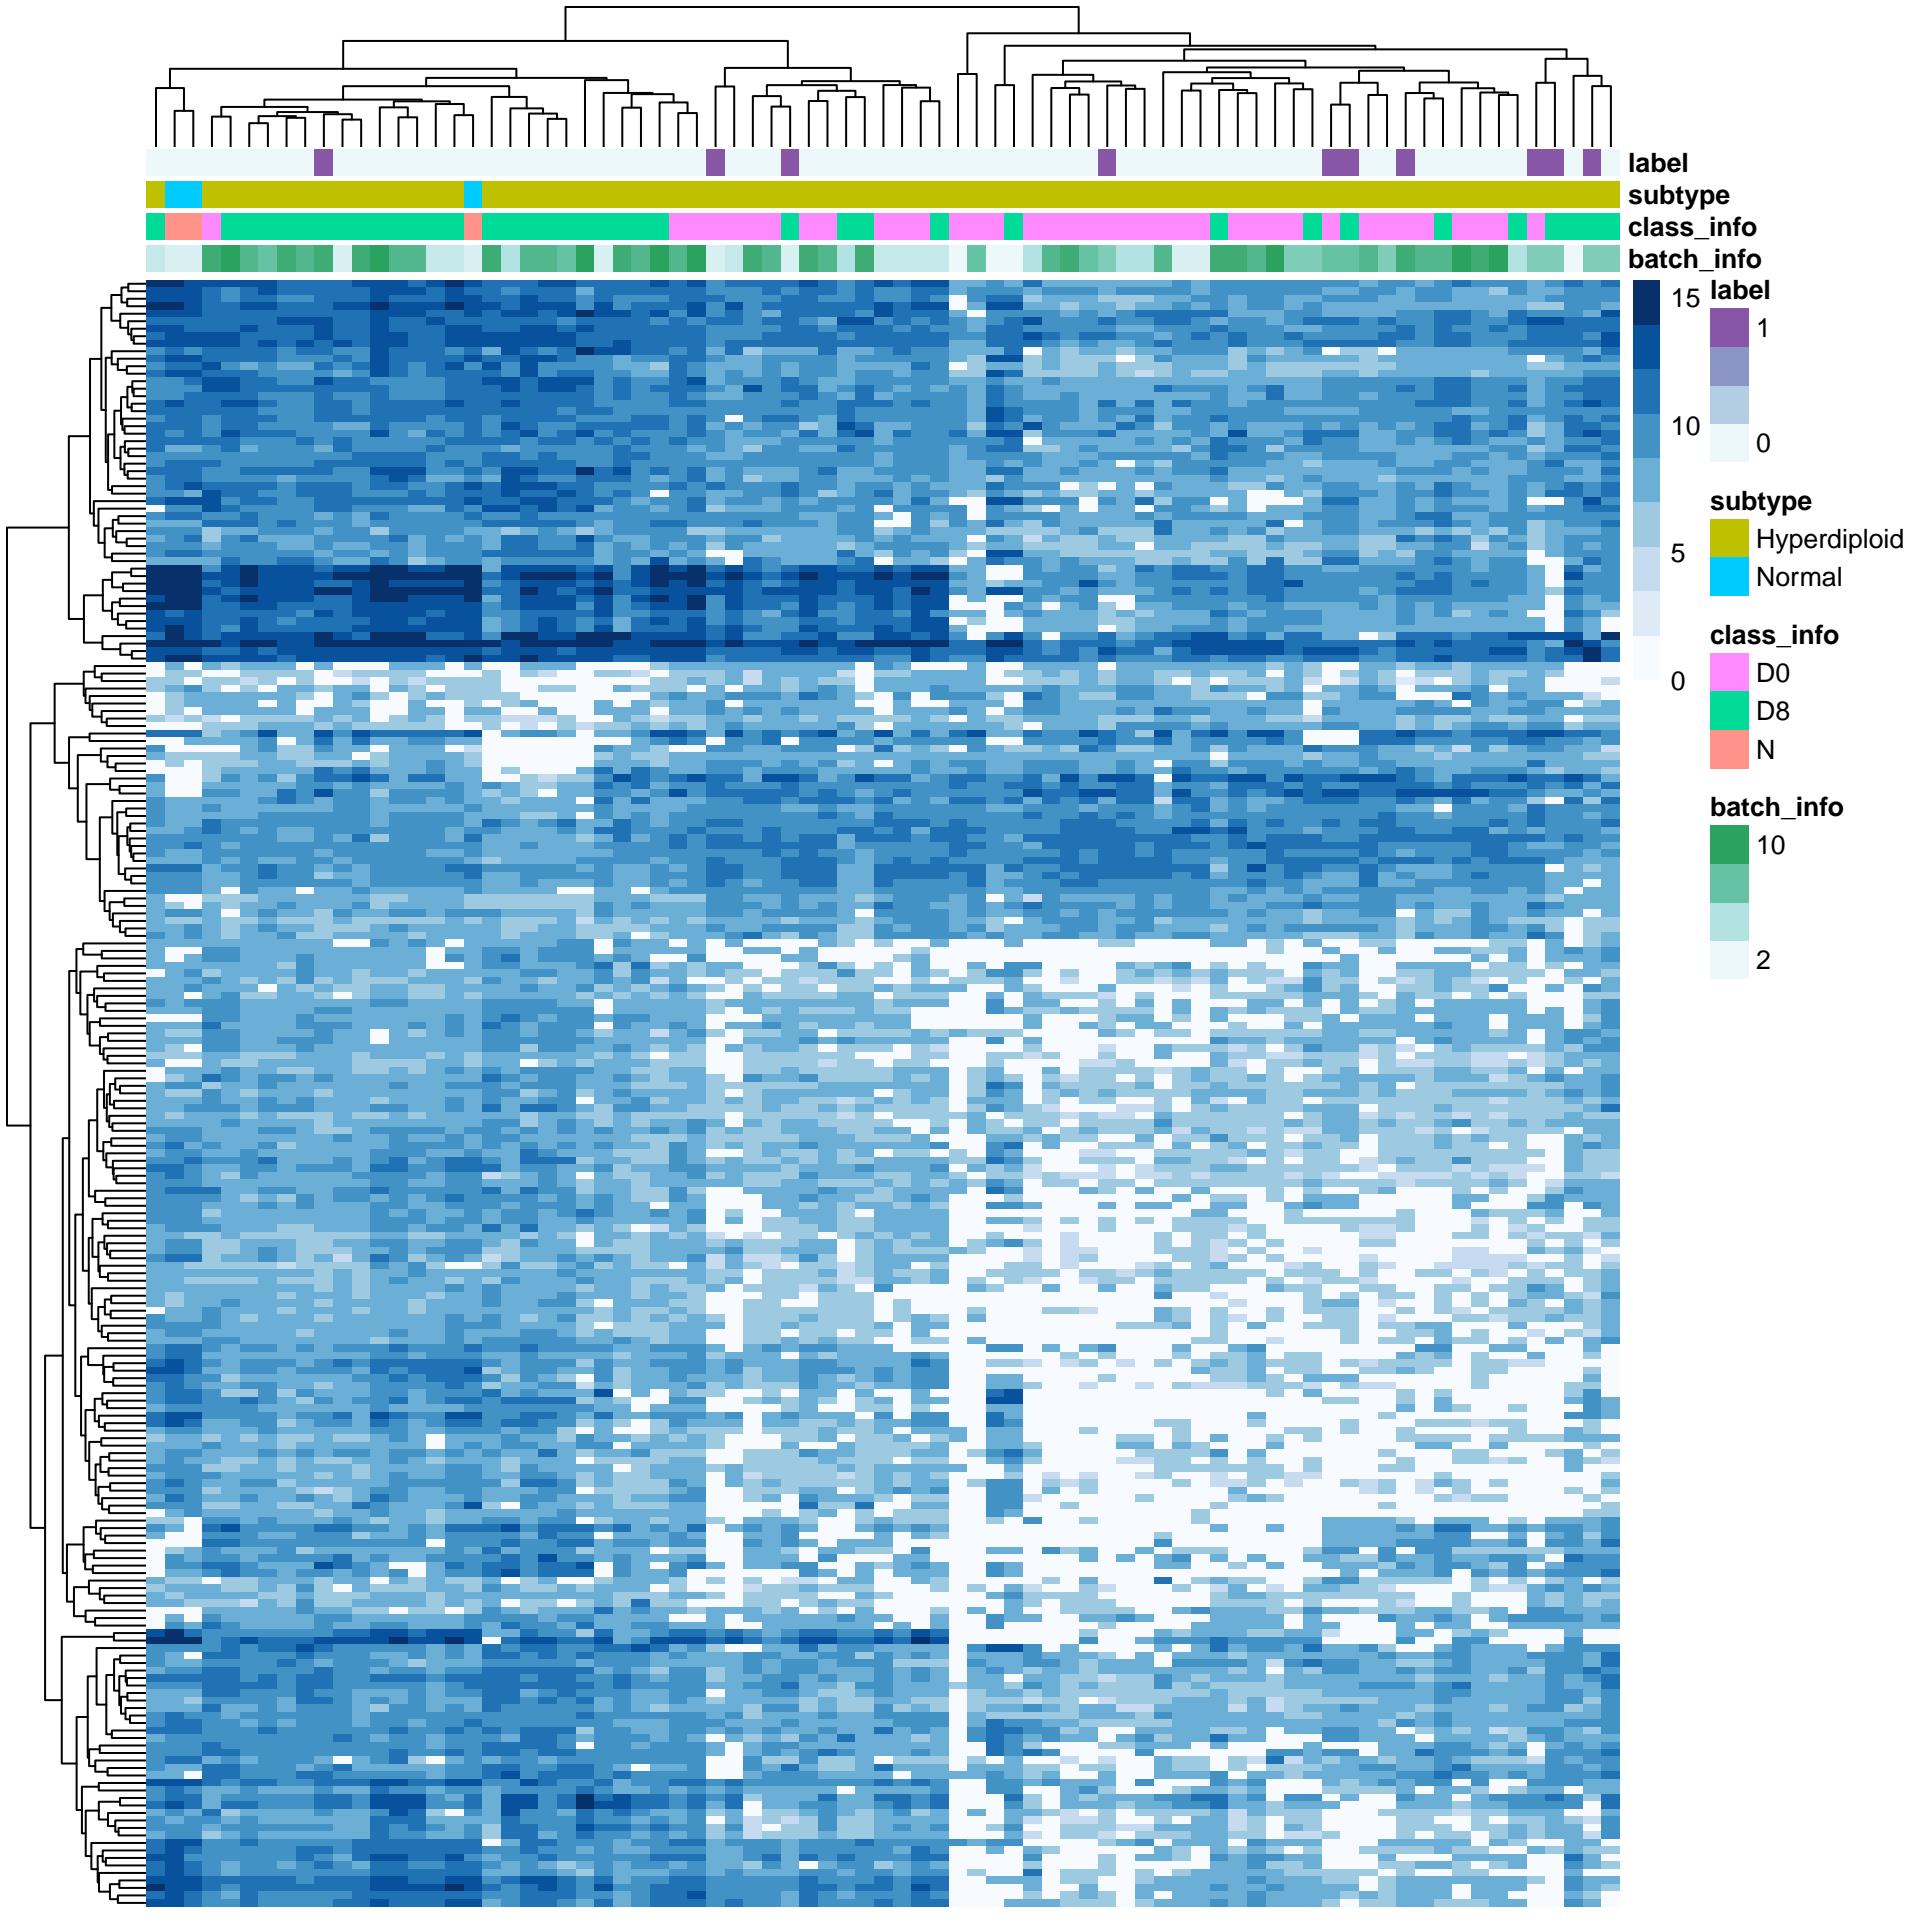 label
subtype
class_info
batch_info
15
10
5
0
label
1
0
subtype
Hyperdiploid
Normal
class_info
D0
D8
N
batch_info
10
2